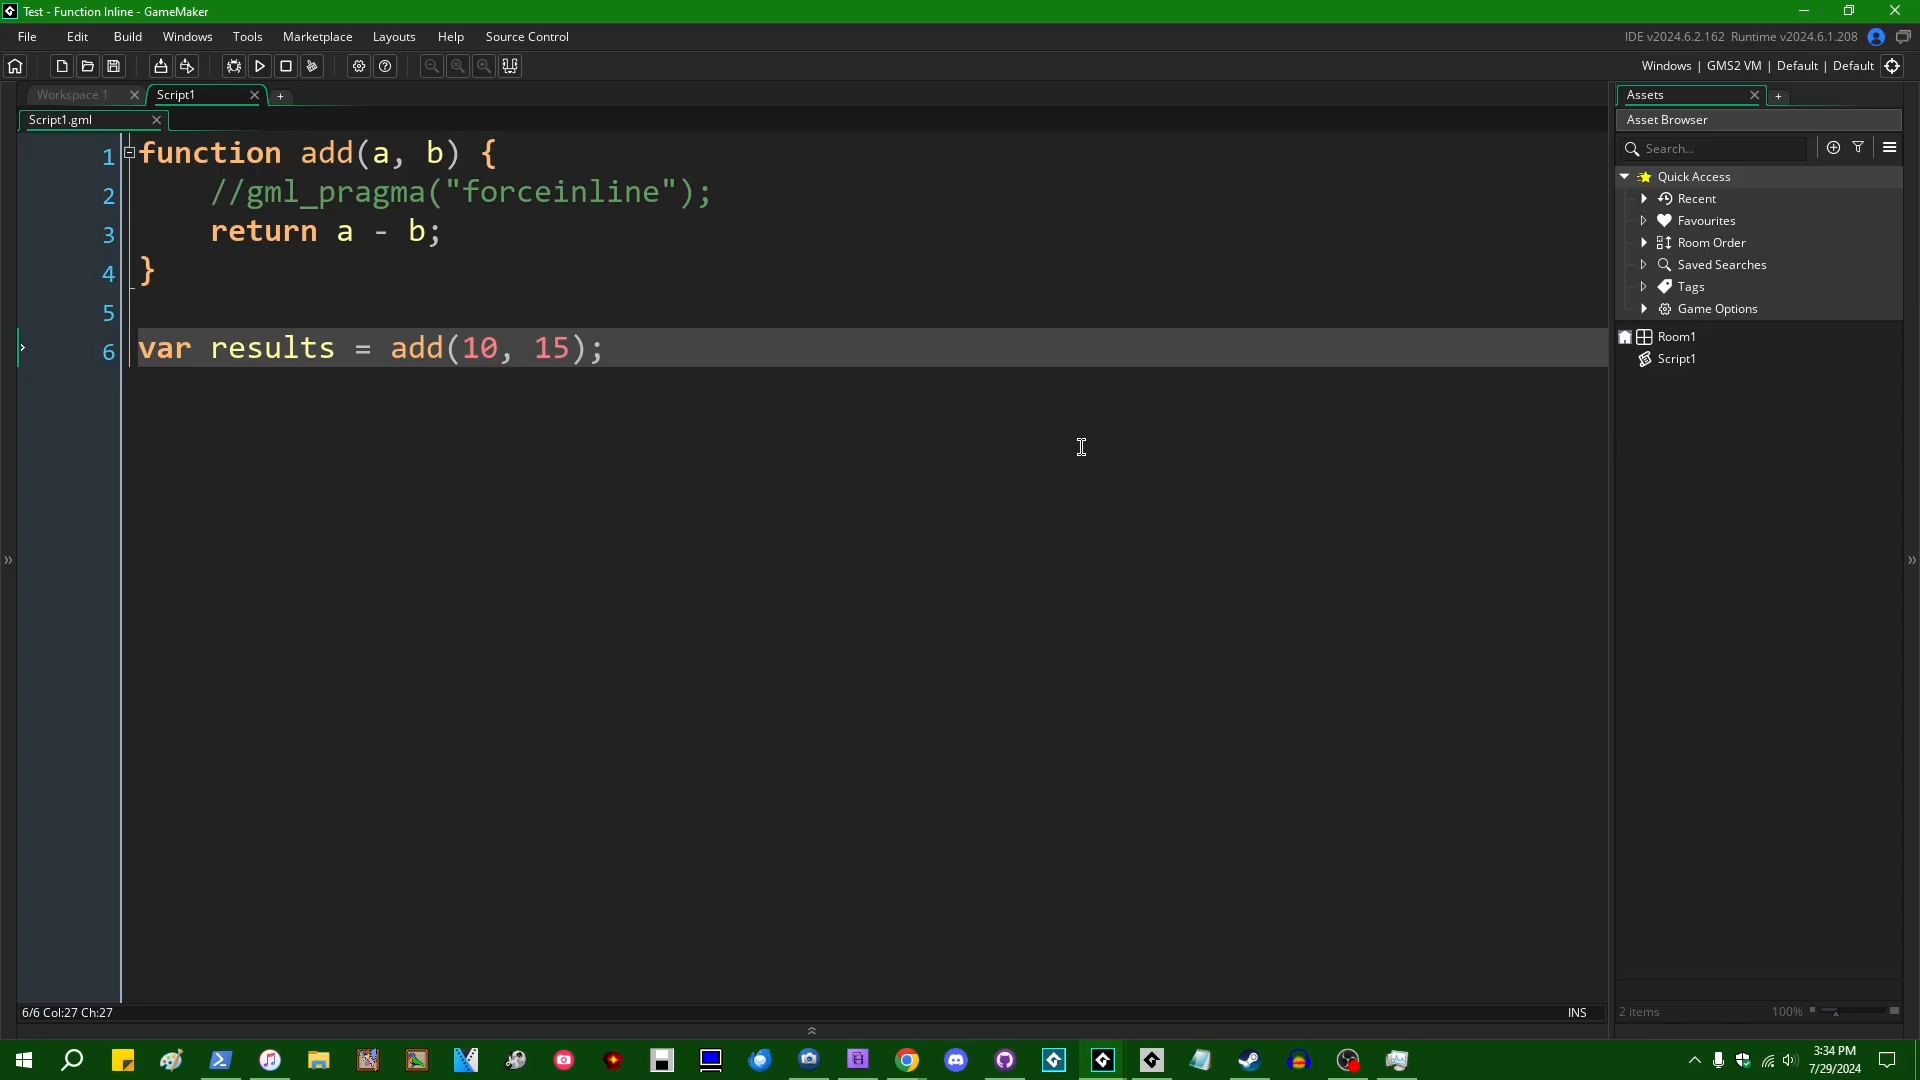 Test - Function Inline - GameMaker
File Edit Build Windows Tools Marketplace Layouts Help Source Control
IDE v2024.6.2.162 Runtime v2024.6.1.208
Windows | GMS2 VM | Default | Default
Workspace 1
Script1
Assets
Script1.gml
Asset Browser
Search...
1 function add(a, b) {
2 //gml_pragma("forceinline");
3 return a - b;
4 }
5
6 var results = add(10, 15);
Quick Access
Recent
Favourites
Room Order
Saved Searches
Tags
Game Options
Room1
Script1
6/6 Col:27 Ch:27
INS
2 items
100%
3:34 PM
7/29/2024